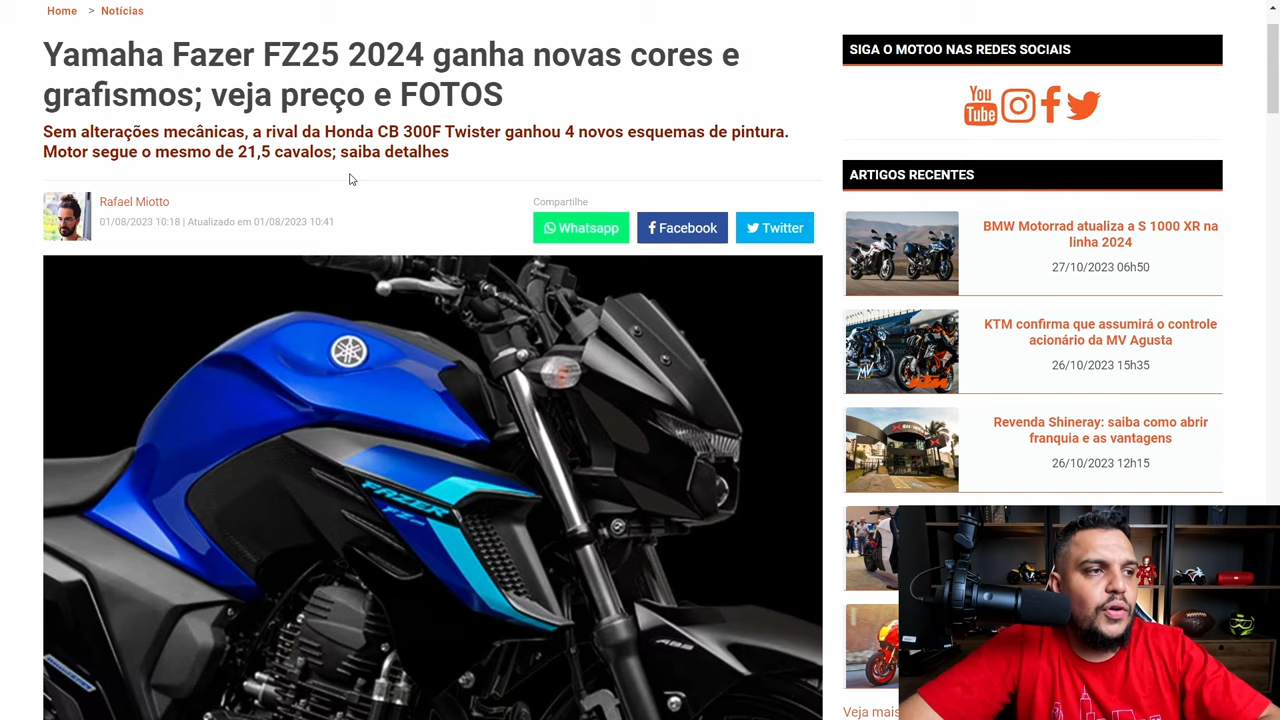 Home > Notícias
Yamaha Fazer FZ25 2024 ganha novas cores e
grafismos; veja preço e FOTOS
Sem alterações mecânicas, a rival da Honda CB 300F Twister ganhou 4 novos esquemas de pintura.
Motor segue o mesmo de 21,5 cavalos; saiba detalhes
Rafael Miotto
01/08/2023 10:18 | Atualizado em 01/08/2023 10:41
Compartilhe
Whatsapp
Facebook
Twitter
FAZER
FZ25
ABS
SIGA O MOTOO NAS REDES SOCIAIS
You
Tube
ARTIGOS RECENTES
BMW Motorrad atualiza a S 1000 XR na
linha 2024
27/10/2023 06h50
KTM confirma que assumirá o controle
acionário da MV Agusta
26/10/2023 15h35
MV
KTM
Revenda Shineray: saiba como abrir
franquia e as vantagens
26/10/2023 12h15
Veja mais